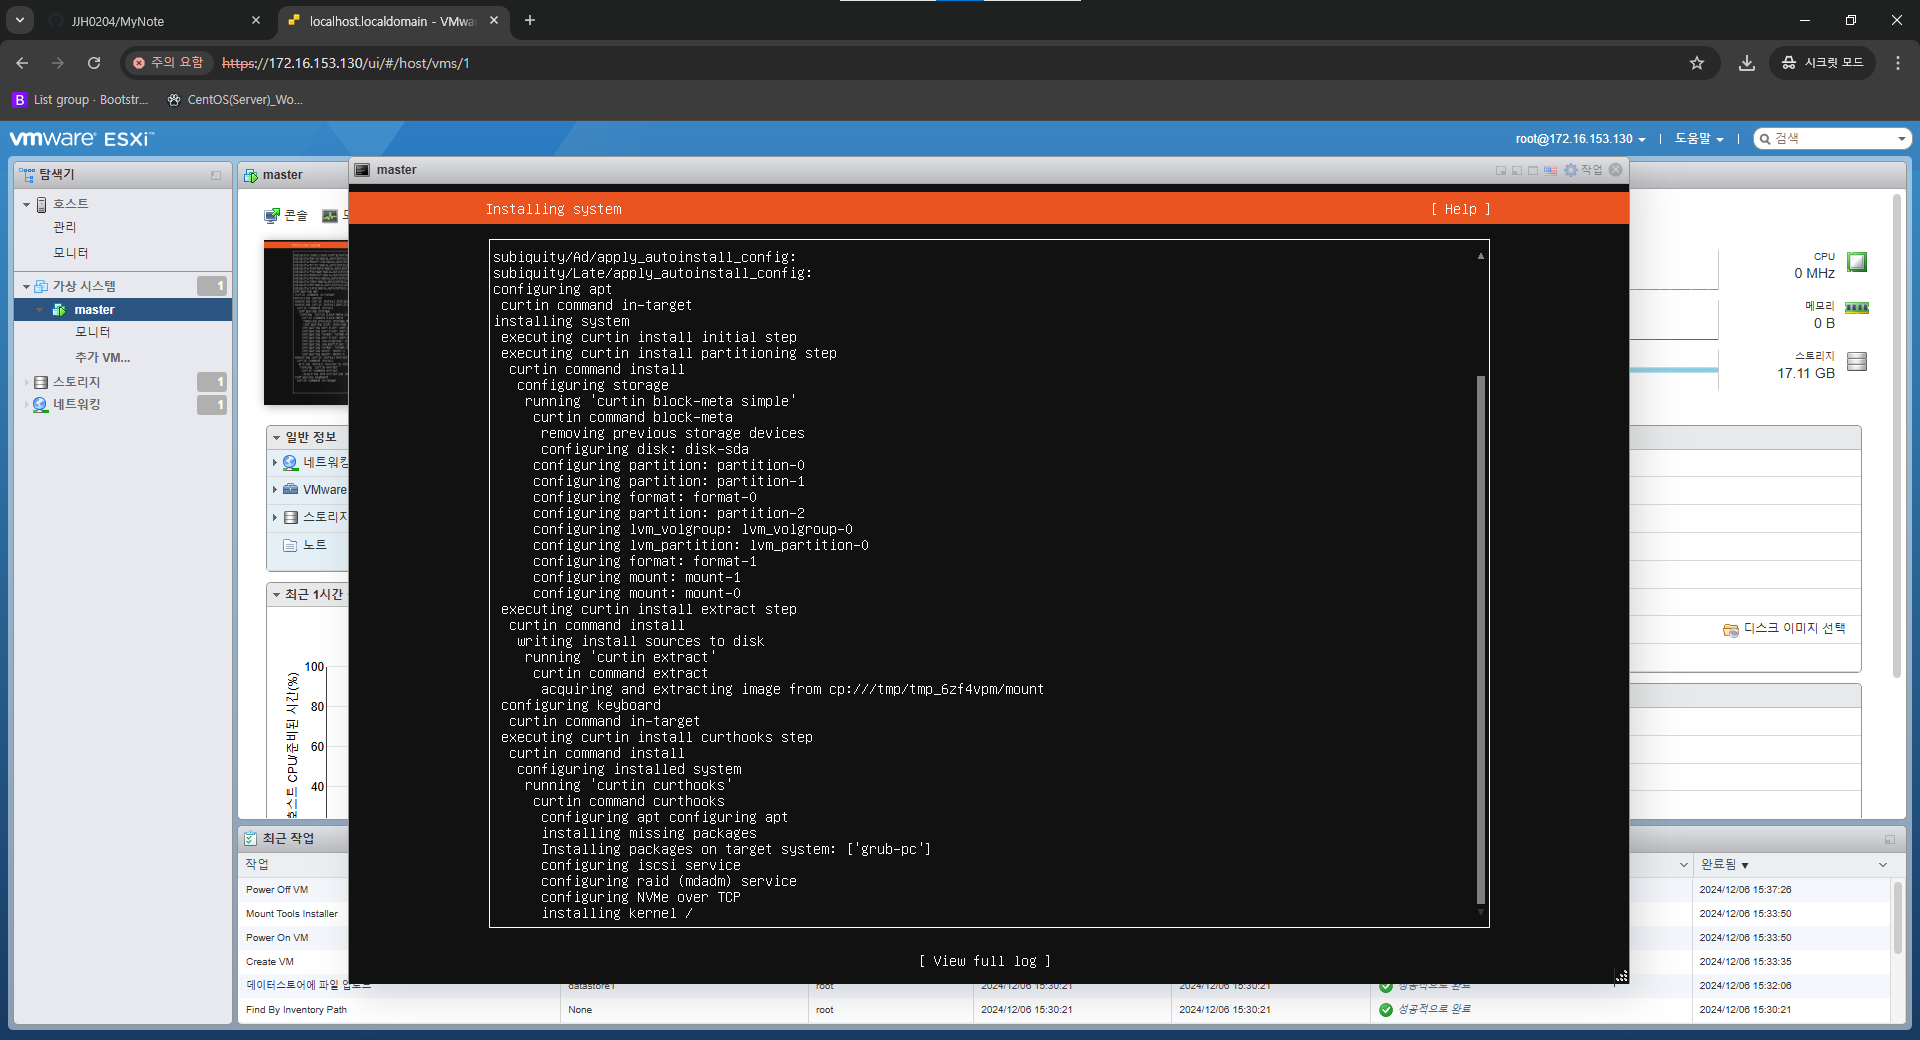 JJH0204/MyNote
localhost.localdomain - VMwa
주의 요함
https://172.16.153.130/ui/#/host/vms/1
시크릿 모드
B List group · Bootstr...
CentOS(Server)_Wo...
vmware ESXi™
root@172.16.153.130
도움말
검색
탐색기
호스트
관리
모니터
가상 시스템 1
master
모니터
추가 VM...
스토리지 1
네트워킹 1
master
콘솔
일반 정보
네트워킹
VMware
스토리지
노트
최근 1시간
100
80
60
40
호스트 CPU/준비된 시간(%)
master
작업
Installing system
[ Help ]
subiquity/Ad/apply_autoinstall_config:
subiquity/Late/apply_autoinstall_config:
configuring apt
curtin command in-target
installing system
executing curtin install initial step
executing curtin install partitioning step
curtin command install
configuring storage
running 'curtin block-meta simple'
curtin command block-meta
removing previous storage devices
configuring disk: disk-sda
configuring partition: partition-0
configuring partition: partition-1
configuring format: format-0
configuring partition: partition-2
configuring lvm_volgroup: lvm_volgroup-0
configuring lvm_partition: lvm_partition-0
configuring format: format-1
configuring mount: mount-1
configuring mount: mount-0
executing curtin install extract step
curtin command install
writing install sources to disk
running 'curtin extract'
curtin command extract
acquiring and extracting image from cp:///tmp/tmp_6zf4vpm/mount
configuring keyboard
curtin command in-target
executing curtin install curthooks step
curtin command install
configuring installed system
running 'curtin curthooks'
curtin command curthooks
configuring apt configuring apt
installing missing packages
Installing packages on target system: ['grub-pc']
configuring iscsi service
configuring raid (mdadm) service
configuring NVMe over TCP
installing kernel /
[ View full log ]
CPU
0 MHz
메모리
0 B
스토리지
17.11 GB
디스크 이미지 선택
최근 작업
작업
완료됨 ▼
Power Off VM 2024/12/06 15:37:26
Mount Tools Installer 2024/12/06 15:33:50
Power On VM 2024/12/06 15:33:50
Create VM 2024/12/06 15:33:35
데이터스토어에 파일 업로드 datastore1 root 2024/12/06 15:30:21 2024/12/06 15:30:21 성공적으로 완료 2024/12/06 15:32:06
Find By Inventory Path None root 2024/12/06 15:30:21 2024/12/06 15:30:21 성공적으로 완료 2024/12/06 15:30:21